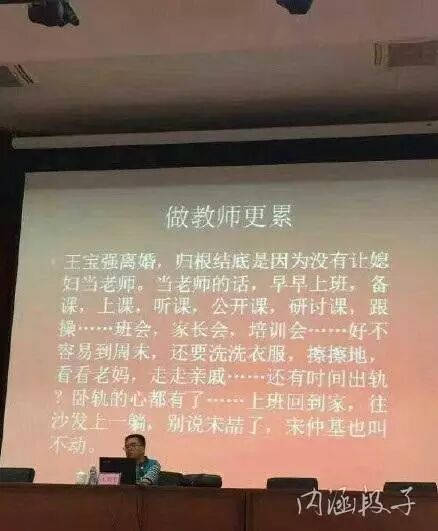 做教师更累
王宝强离婚，归根结底是因为没有让媳
妇当老师。当老师的话，早早上班，备
课，上课，听课，公开课，研讨课，跟
操……班会，家长会，培训会……好不
容易到周末，还要洗洗衣服，擦擦地，
看看老妈，走走亲戚……还有时间出轨
？卧轨的心都有了……上班回到家，往
沙发上一躺，别说宋喆了，宋仲基也叫
不动。
内涵段子